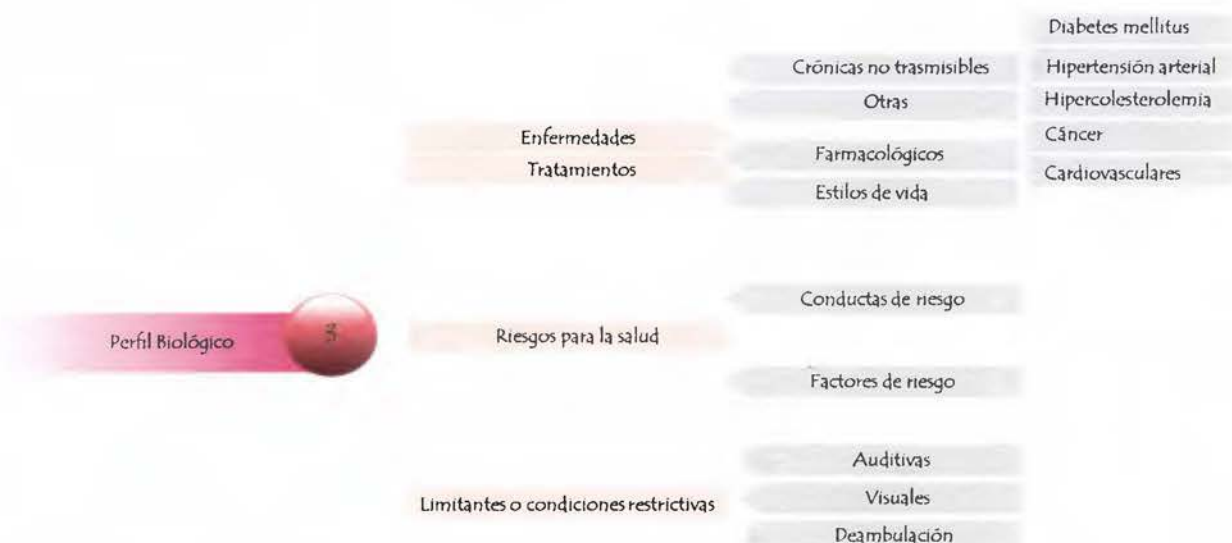 Perfil Biológico
3
Enfermedades
Tratamientos
Crónicas no trasmisibles
Otras
Farmacológicos
Estilos de vida
Diabetes mellitus
Hipertensión arterial
Hipercolesterolemia
Cáncer
Cardiovasculares
Riesgos para la salud
Conductas de riesgo
Factores de riesgo
Limitantes o condiciones restrictivas
Auditivas
Visuales
Deambulación